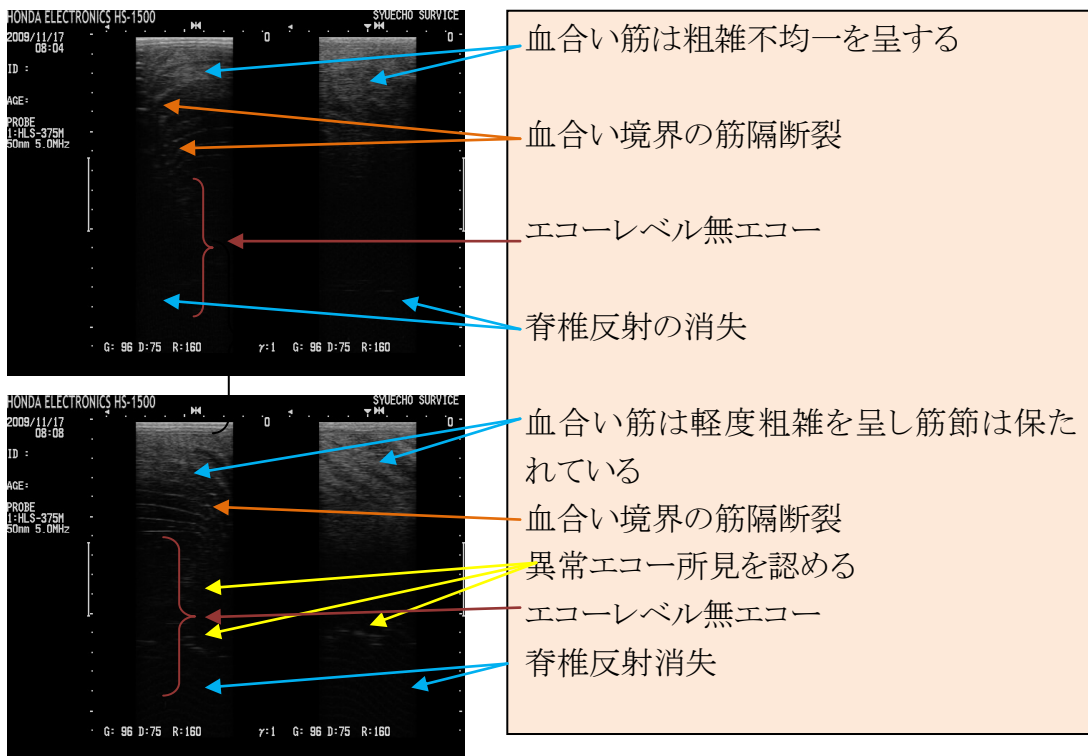 HONDA ELECTRONICS HS-1500 SYUECHO SURVICE
2009/11/17 0 0
08:04
ID :
AGE:
PROBE
1:HLS-375M
50mm 5.0MHz
G: 96 D:75 R:160 γ:1 G: 96 D:75 R:160
血合い筋は粗雑不均一を呈する
血合い境界の筋隔断裂
エコーレベル無エコー
脊椎反射の消失
HONDA ELECTRONICS HS-1500 SYUECHO SURVICE
2009/11/17 0 0
08:08
ID :
AGE:
PROBE
1:HLS-375M
50mm 5.0MHz
G: 96 D:75 R:160 γ:1 G: 96 D:75 R:160
血合い筋は軽度粗雑を呈し筋節は保た
れている
血合い境界の筋隔断裂
異常エコー所見を認める
エコーレベル無エコー
脊椎反射消失